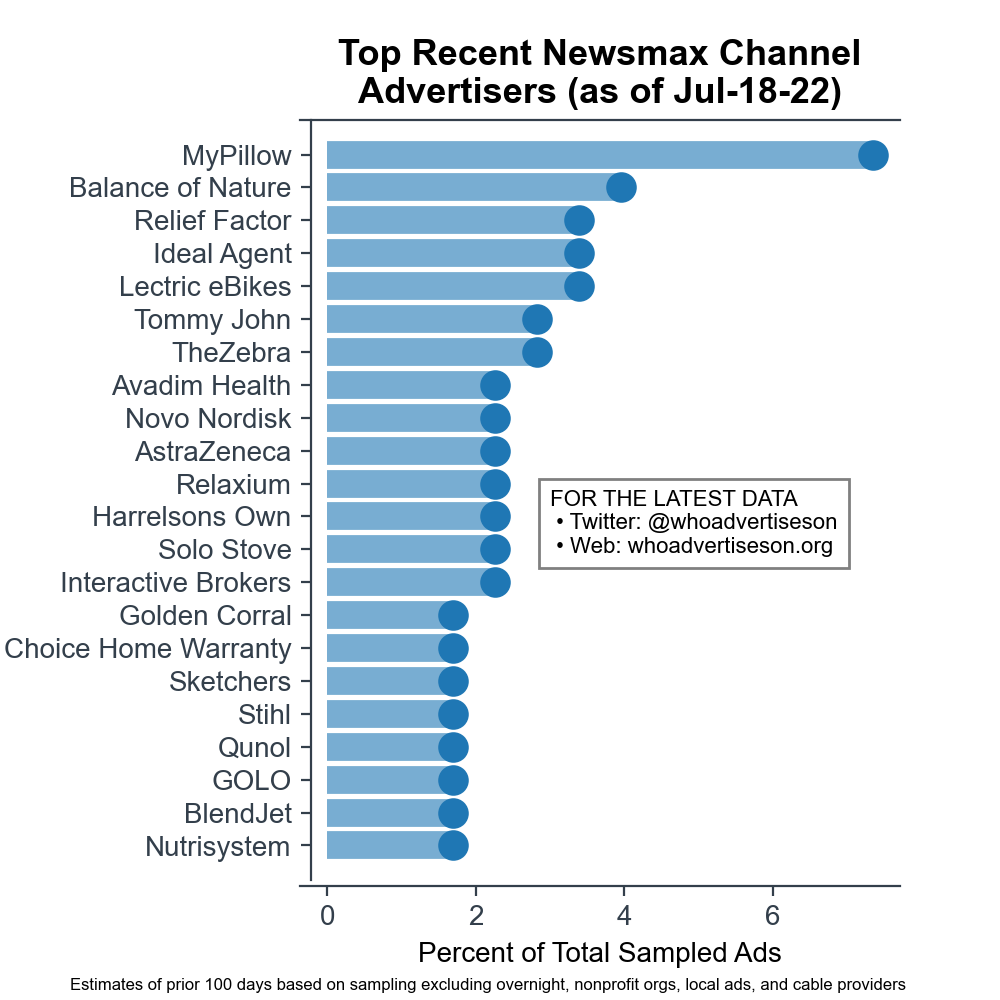 Top Recent Newsmax Channel
Advertisers (as of Jul-18-22)
MyPillow
Balance of Nature
Relief Factor
Ideal Agent
Lectric eBikes
Tommy John
TheZebra
Avadim Health
Novo Nordisk
AstraZeneca
Relaxium
Harrelsons Own
Solo Stove
Interactive Brokers
Golden Corral
Choice Home Warranty
Sketchers
Stihl
Qunol
GOLO
BlendJet
Nutrisystem
FOR THE LATEST DATA
• Twitter: @whoadvertiseson
• Web: whoadvertiseson.org
0 2 4 6
Percent of Total Sampled Ads
Estimates of prior 100 days based on sampling excluding overnight, nonprofit orgs, local ads, and cable providers